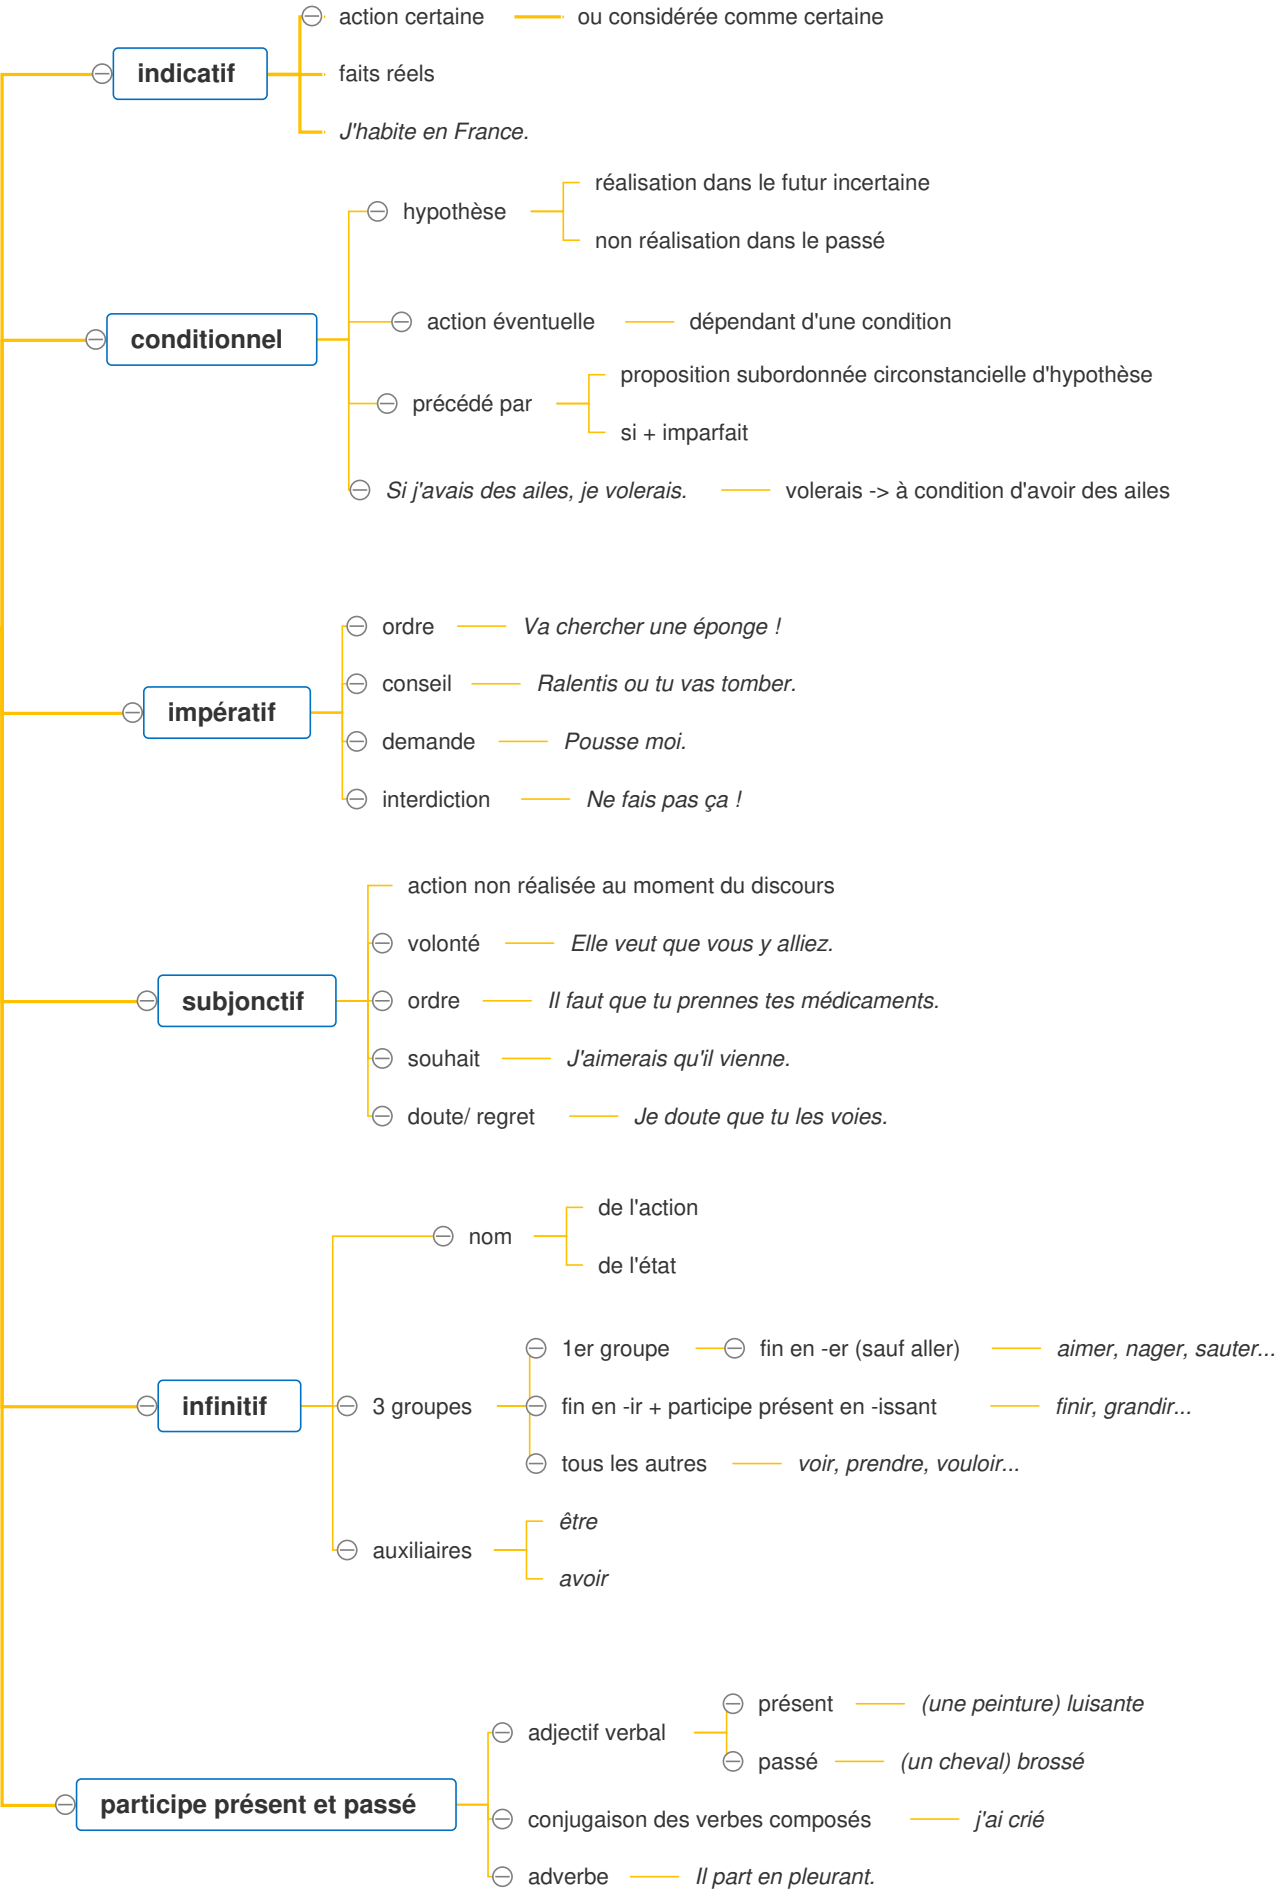 indicatif
action certaine
ou considérée comme certaine
faits réels
J'habite en France.
conditionnel
hypothèse
réalisation dans le futur incertaine
non réalisation dans le passé
action éventuelle
dépendant d'une condition
précédé par
proposition subordonnée circonstancielle d'hypothèse
si + imparfait
Si j'avais des ailes, je volerais.
volerais -> à condition d'avoir des ailes
impératif
ordre
Va chercher une éponge !
conseil
Ralentis ou tu vas tomber.
demande
Pousse moi.
interdiction
Ne fais pas ça !
subjonctif
action non réalisée au moment du discours
volonté
Elle veut que vous y alliez.
ordre
Il faut que tu prennes tes médicaments.
souhait
J'aimerais qu'il vienne.
doute/ regret
Je doute que tu les voies.
infinitif
nom
de l'action
de l'état
3 groupes
1er groupe
fin en -er (sauf aller)
aimer, nager, sauter...
fin en -ir + participe présent en -issant
finir, grandir...
tous les autres
voir, prendre, vouloir...
auxiliaires
être
avoir
participe présent et passé
adjectif verbal
présent
(une peinture) luisante
passé
(un cheval) brossé
conjugaison des verbes composés
j'ai crié
adverbe
Il part en pleurant.